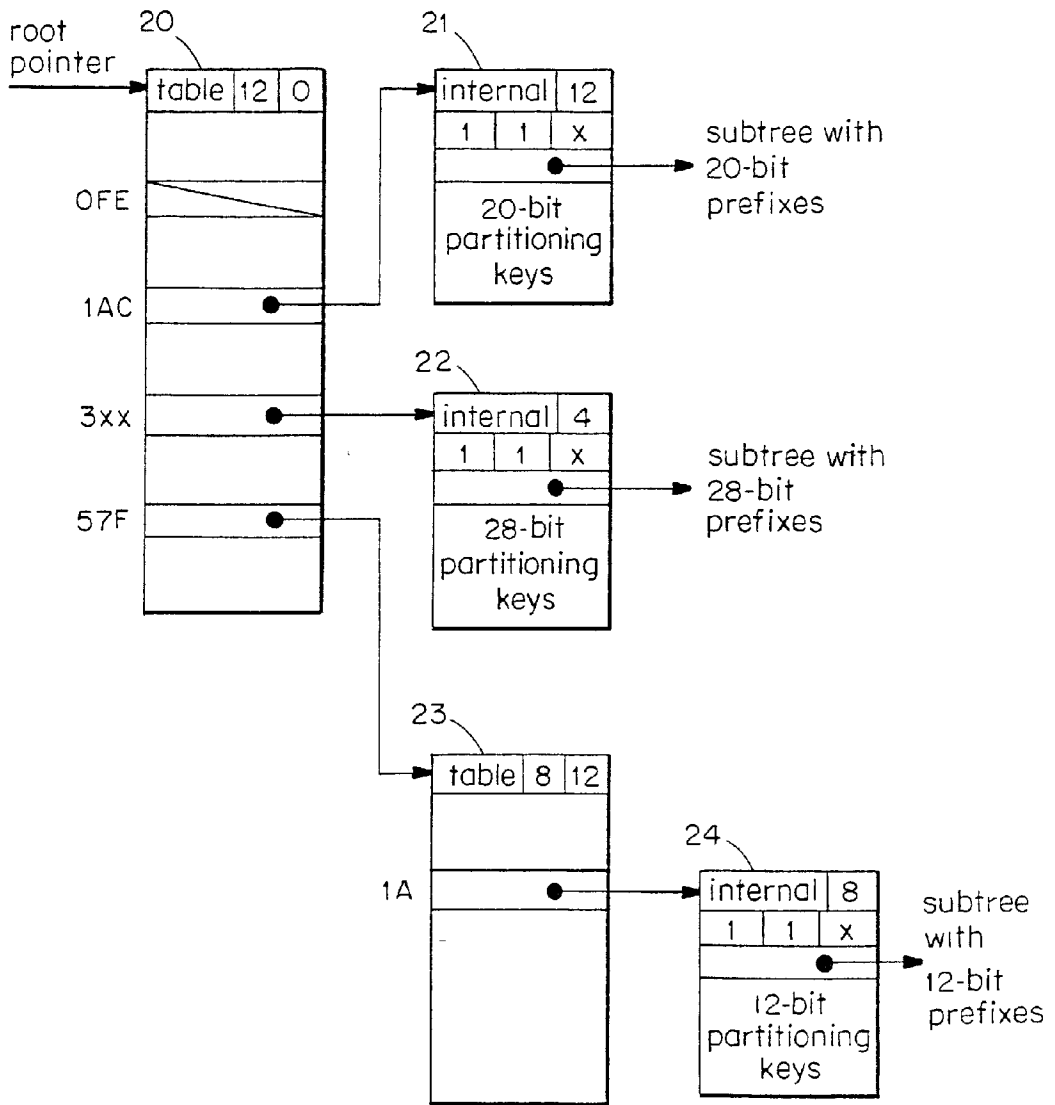 root
pointer
20
table 12 0
0FE
1AC
3xx
57F
21
internal 12
1 1 x
20-bit
partitioning
keys
subtree with
20-bit
prefixes
22
internal 4
1 1 x
28-bit
partitioning
keys
subtree with
28-bit
prefixes
23
table 8 12
1A
24
internal 8
1 1 x
12-bit
partitioning
keys
subtree
with
12-bit
prefixes